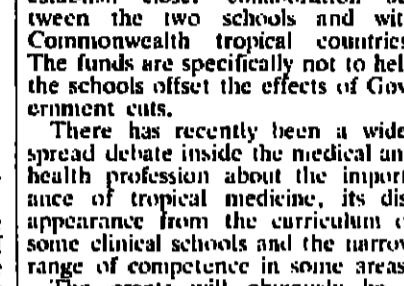 tween the two schools and wit
Commonwealth tropical countries
The funds are specifically not to hel
the schools offset the effects of Gov
ernment cuts.
There has recently been a wide
spread debate inside the medical an
health profession about the import
ance of tropical medicine, its dis
appearance from the curriculum o
some clinical schools and the narrow
range of competence in some areas